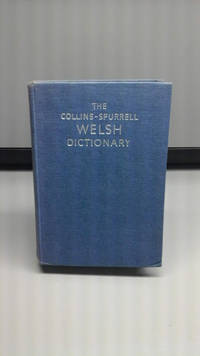 THE
COLLINS-SPURRELL
WELSH
DICTIONARY